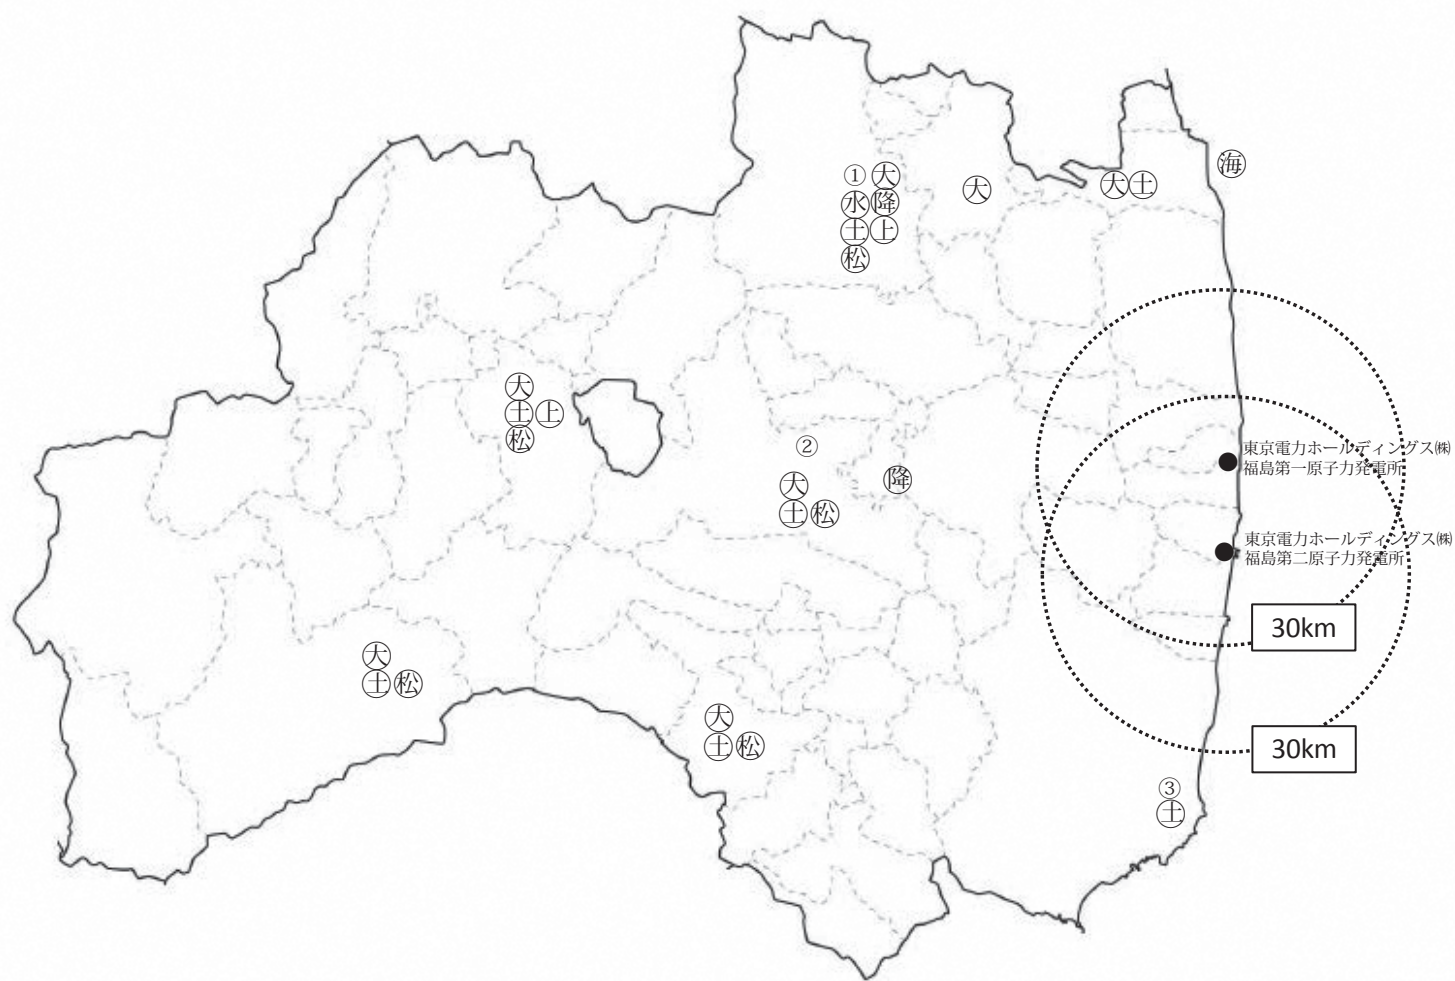 海
① 大
水 降
土 上
松
大
大 土
大
土 上
松
②
大
土 松
降
東京電力ホールディングス㈱
福島第一原子力発電所
東京電力ホールディングス㈱
福島第二原子力発電所
30km
大
土 松
大
土 松
30km
③
土